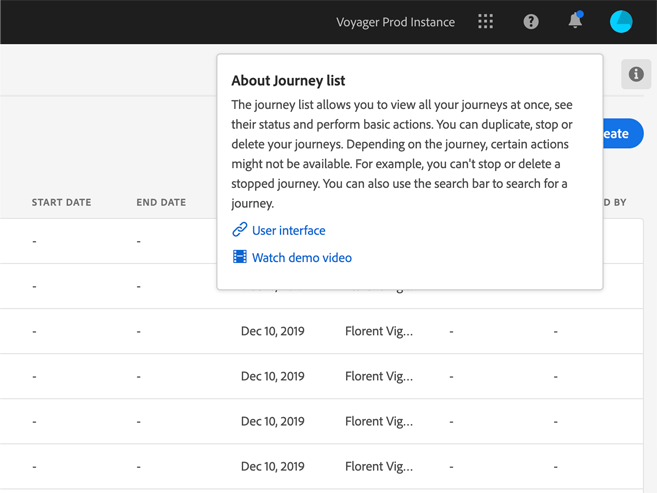 Voyager Prod Instance
About Journey list
The journey list allows you to view all your journeys at once, see
their status and perform basic actions. You can duplicate, stop or
delete your journeys. Depending on the journey, certain actions
might not be available. For example, you can't stop or delete a
stopped journey. You can also use the search bar to search for a
journey.
User interface
Watch demo video
eate
START DATE END DATE D BY
- -
- -
- - Dec 10, 2019 Florent Vig... - -
- - Dec 10, 2019 Florent Vig... - -
- - Dec 10, 2019 Florent Vig... - -
- - Dec 10, 2019 Florent Vig... - -